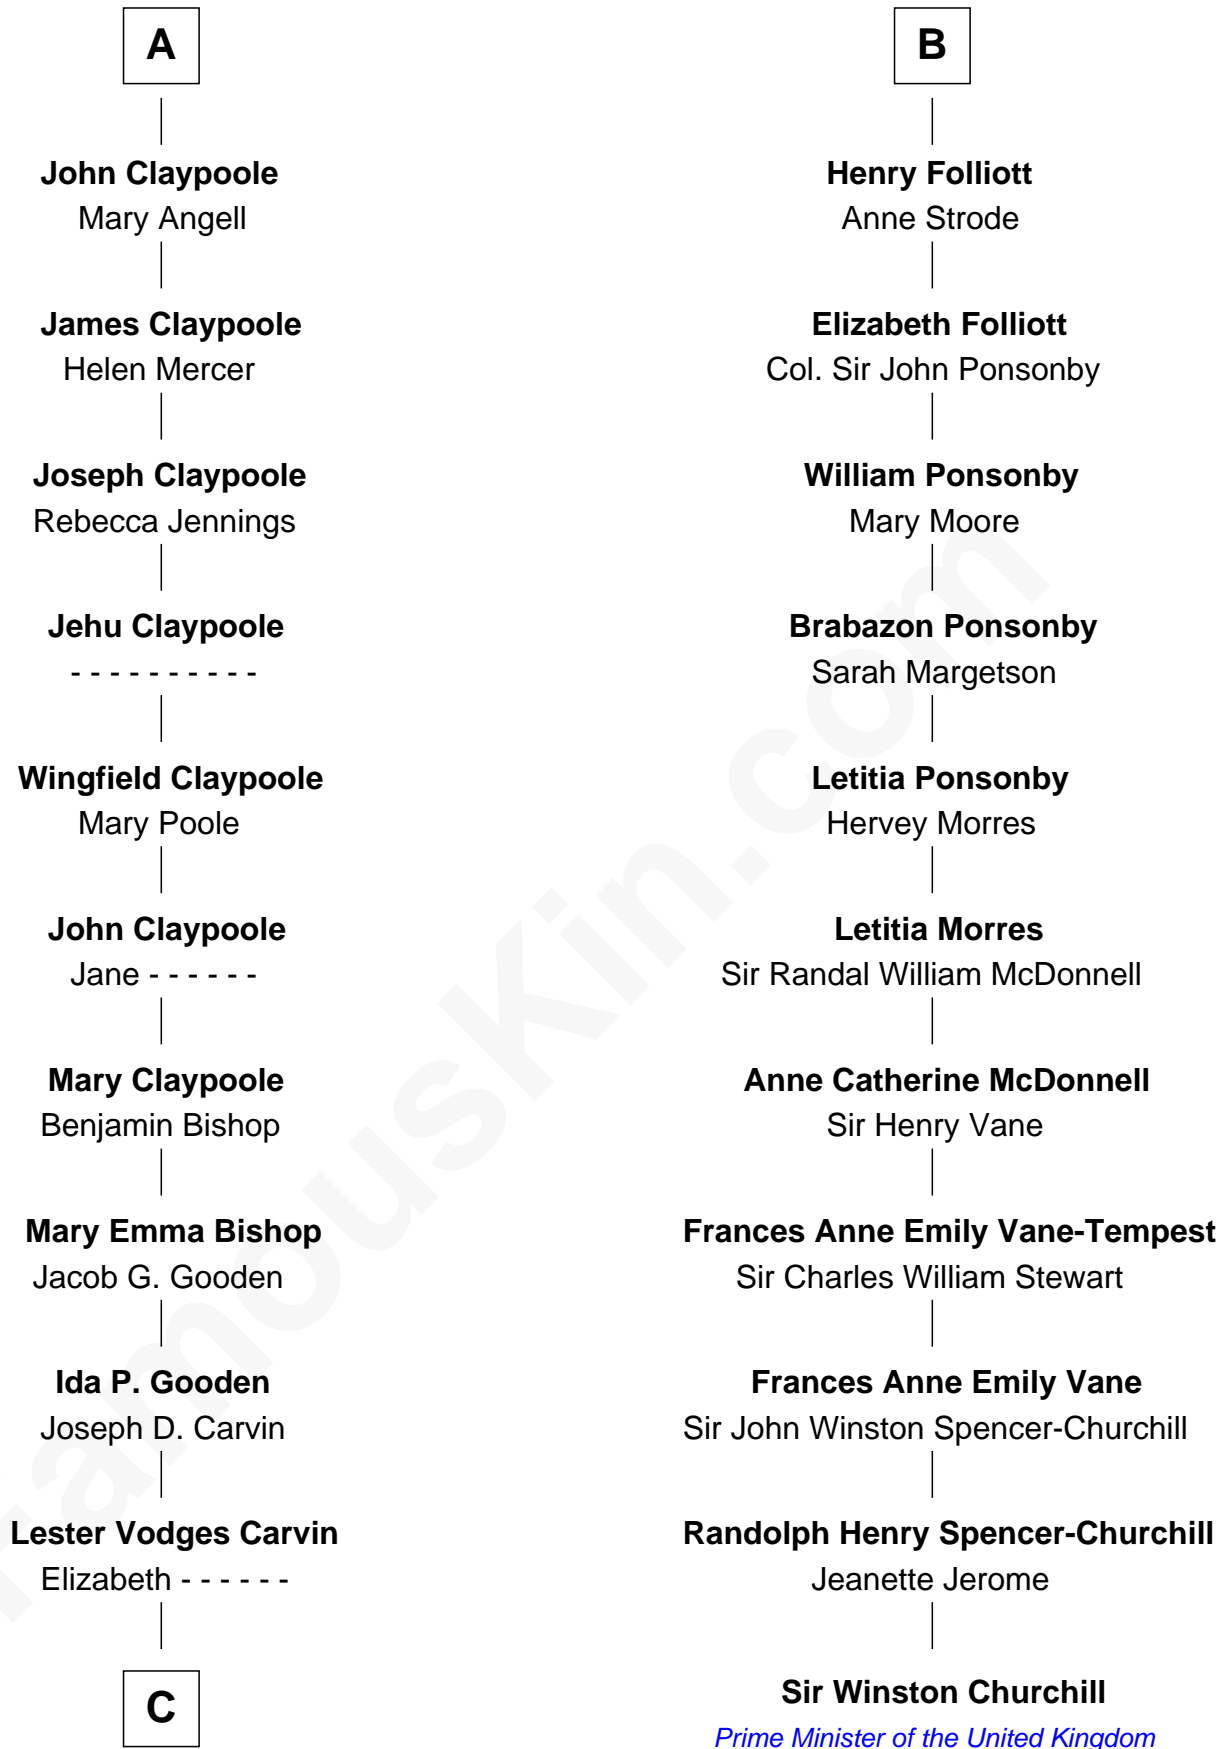 A
John Claypoole
Mary Angell
James Claypoole
Helen Mercer
Joseph Claypoole
Rebecca Jennings
Jehu Claypoole
- - - - - - - - - -
Wingfield Claypoole
Mary Poole
John Claypoole
Jane - - - - - -
Mary Claypoole
Benjamin Bishop
Mary Emma Bishop
Jacob G. Gooden
Ida P. Gooden
Joseph D. Carvin
Lester Vodges Carvin
Elizabeth - - - - - -
C
B
Henry Folliott
Anne Strode
Elizabeth Folliott
Col. Sir John Ponsonby
William Ponsonby
Mary Moore
Brabazon Ponsonby
Sarah Margetson
Letitia Ponsonby
Hervey Morres
Letitia Morres
Sir Randal William McDonnell
Anne Catherine McDonnell
Sir Henry Vane
Frances Anne Emily Vane-Tempest
Sir Charles William Stewart
Frances Anne Emily Vane
Sir John Winston Spencer-Churchill
Randolph Henry Spencer-Churchill
Jeanette Jerome
Sir Winston Churchill
Prime Minister of the United Kingdom
FamousKin.com